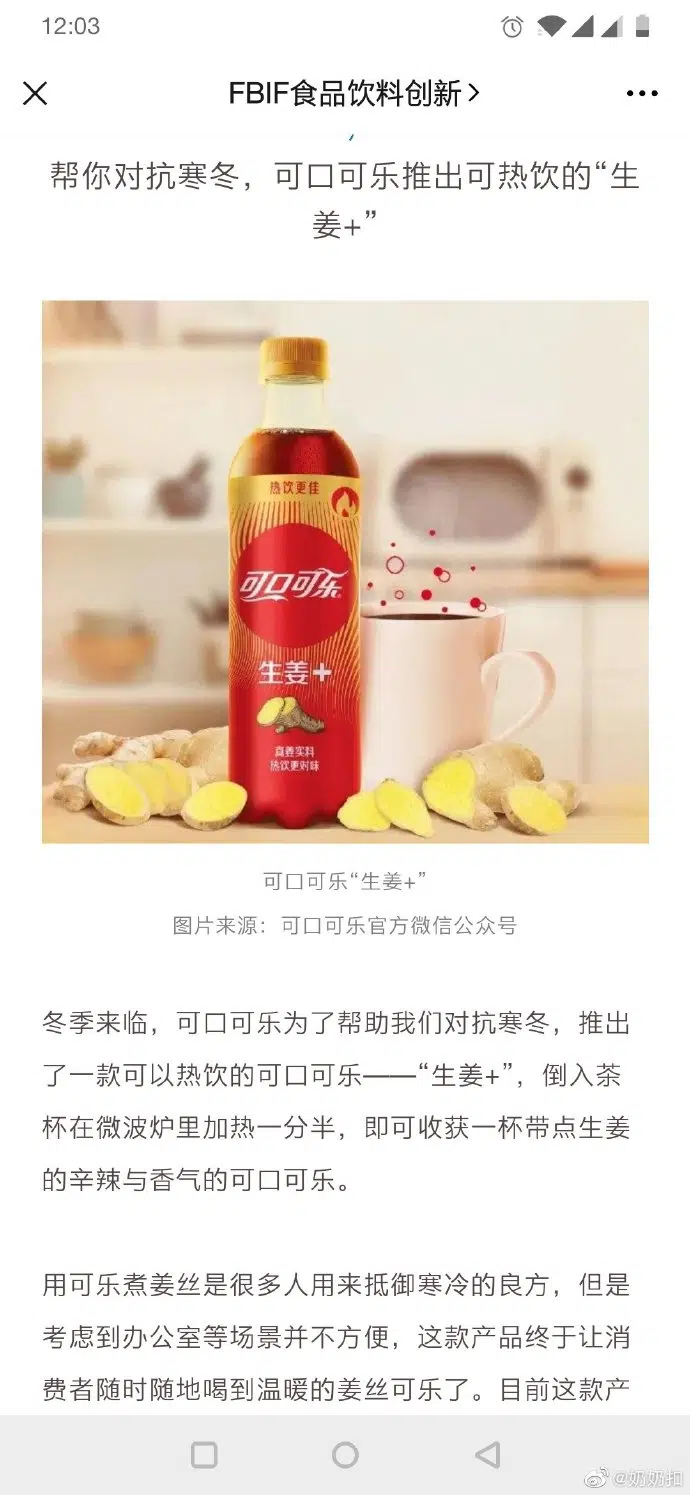 12:03
FBIF食品饮料创新
帮你对抗寒冬，可口可乐推出可热饮的“生
姜+”
热饮更佳
可口可乐
生姜+
真姜实料
热饮更对味
可口可乐“生姜+”
图片来源：可口可乐官方微信公众号
冬季来临，可口可乐为了帮助我们对抗寒冬，推出
了一款可以热饮的可口可乐——“生姜+”，倒入茶
杯在微波炉里加热一分半，即可收获一杯带点生姜
的辛辣与香气的可口可乐。
用可乐煮姜丝是很多人用来抵御寒冷的良方，但是
考虑到办公室等场景并不方便，这款产品终于让消
费者随时随地喝到温暖的姜丝可乐了。目前这款产
@奶奶扣